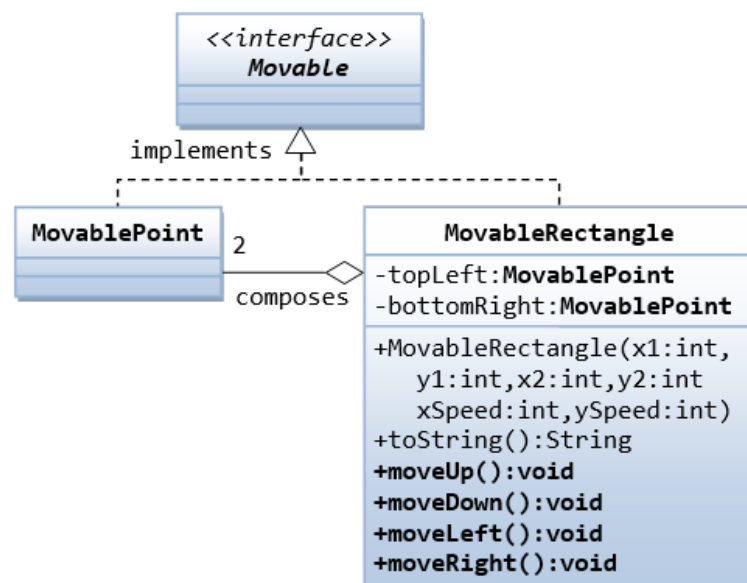 <<interface>>
Movable
implements
MovablePoint
2
composes
MovableRectangle
-topLeft:MovablePoint
-bottomRight:MovablePoint
+MovableRectangle(x1:int,
y1:int,x2:int,y2:int
xSpeed:int,ySpeed:int)
+toString():String
+moveUp():void
+moveDown():void
+moveLeft():void
+moveRight():void